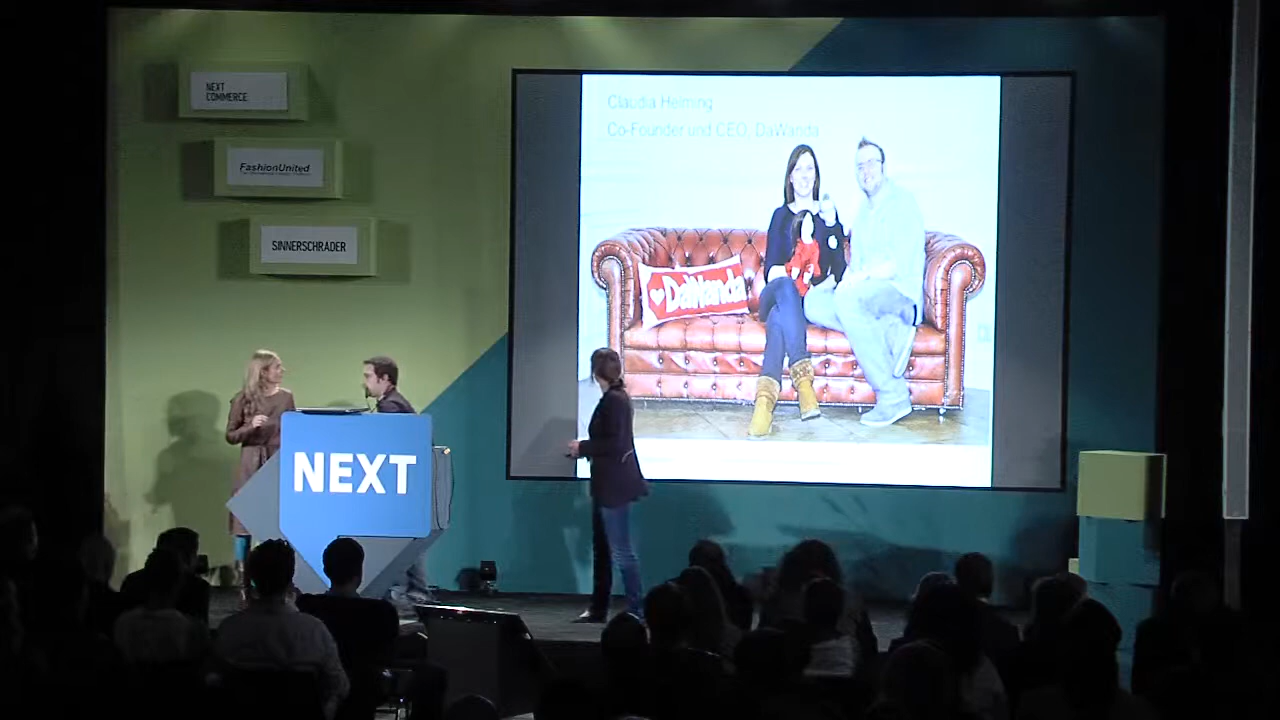 NEXT
COMMERCE
FashionUnited
SINNERSCHRADER
Claudia Helming
Co-Founder und CEO, DaWanda
DaWanda
NEXT